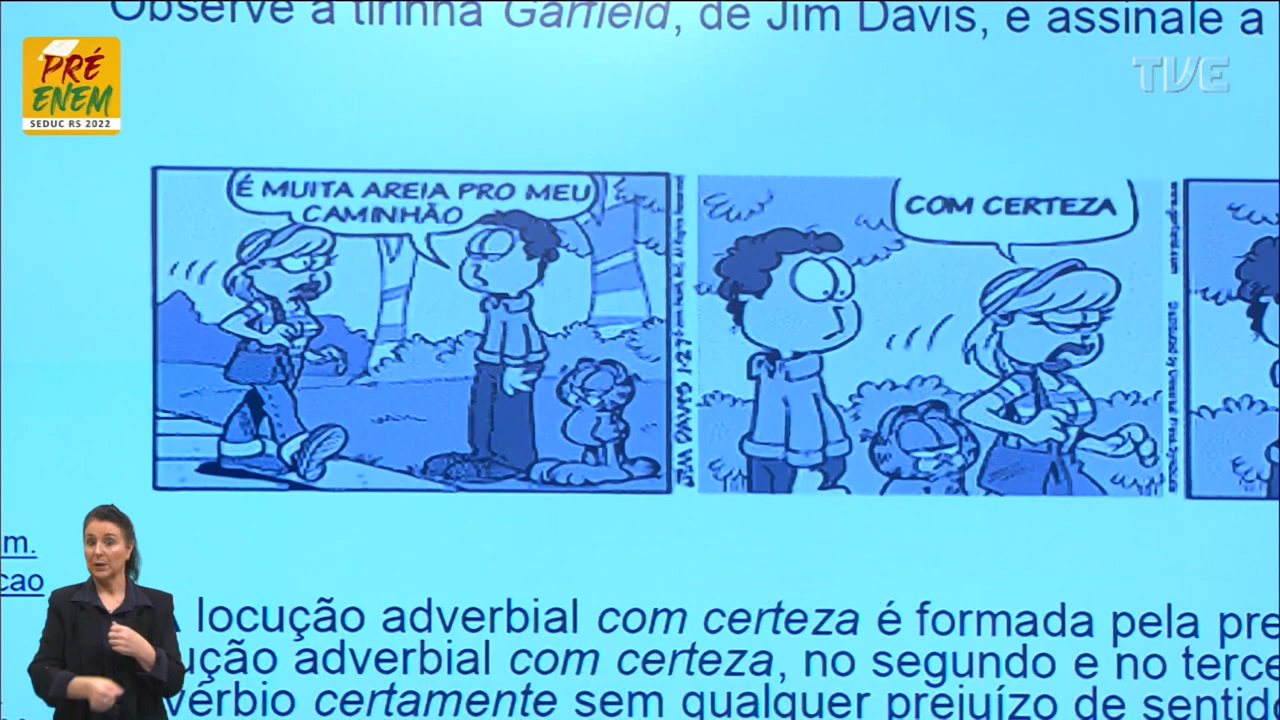 Observe a tirinha Garfield, de Jim Davis, e assinale a
PRÉ
ENEM
SEDUC RS 2022
TVE
É MUITA AREIA PRO MEU
CAMINHÃO
COM CERTEZA
JIM DAVIS 1-27
m.
cao
A locução adverbial com certeza é formada pela pre
ução adverbial com certeza, no segundo e no terce
vérbio certamente sem qualquer prejuízo de sentid